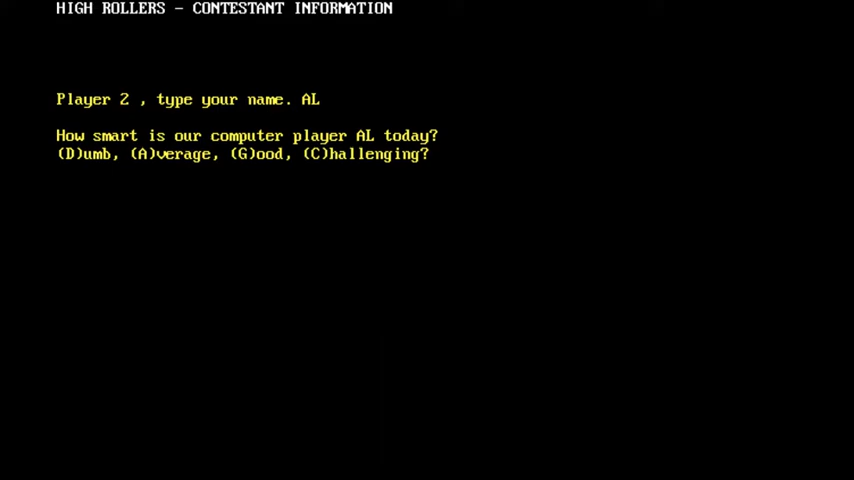 HIGH ROLLERS - CONTESTANT INFORMATION
Player 2 , type your name. AL
How smart is our computer player AL today?
(D)umb, (A)verage, (G)ood, (C)hallenging?